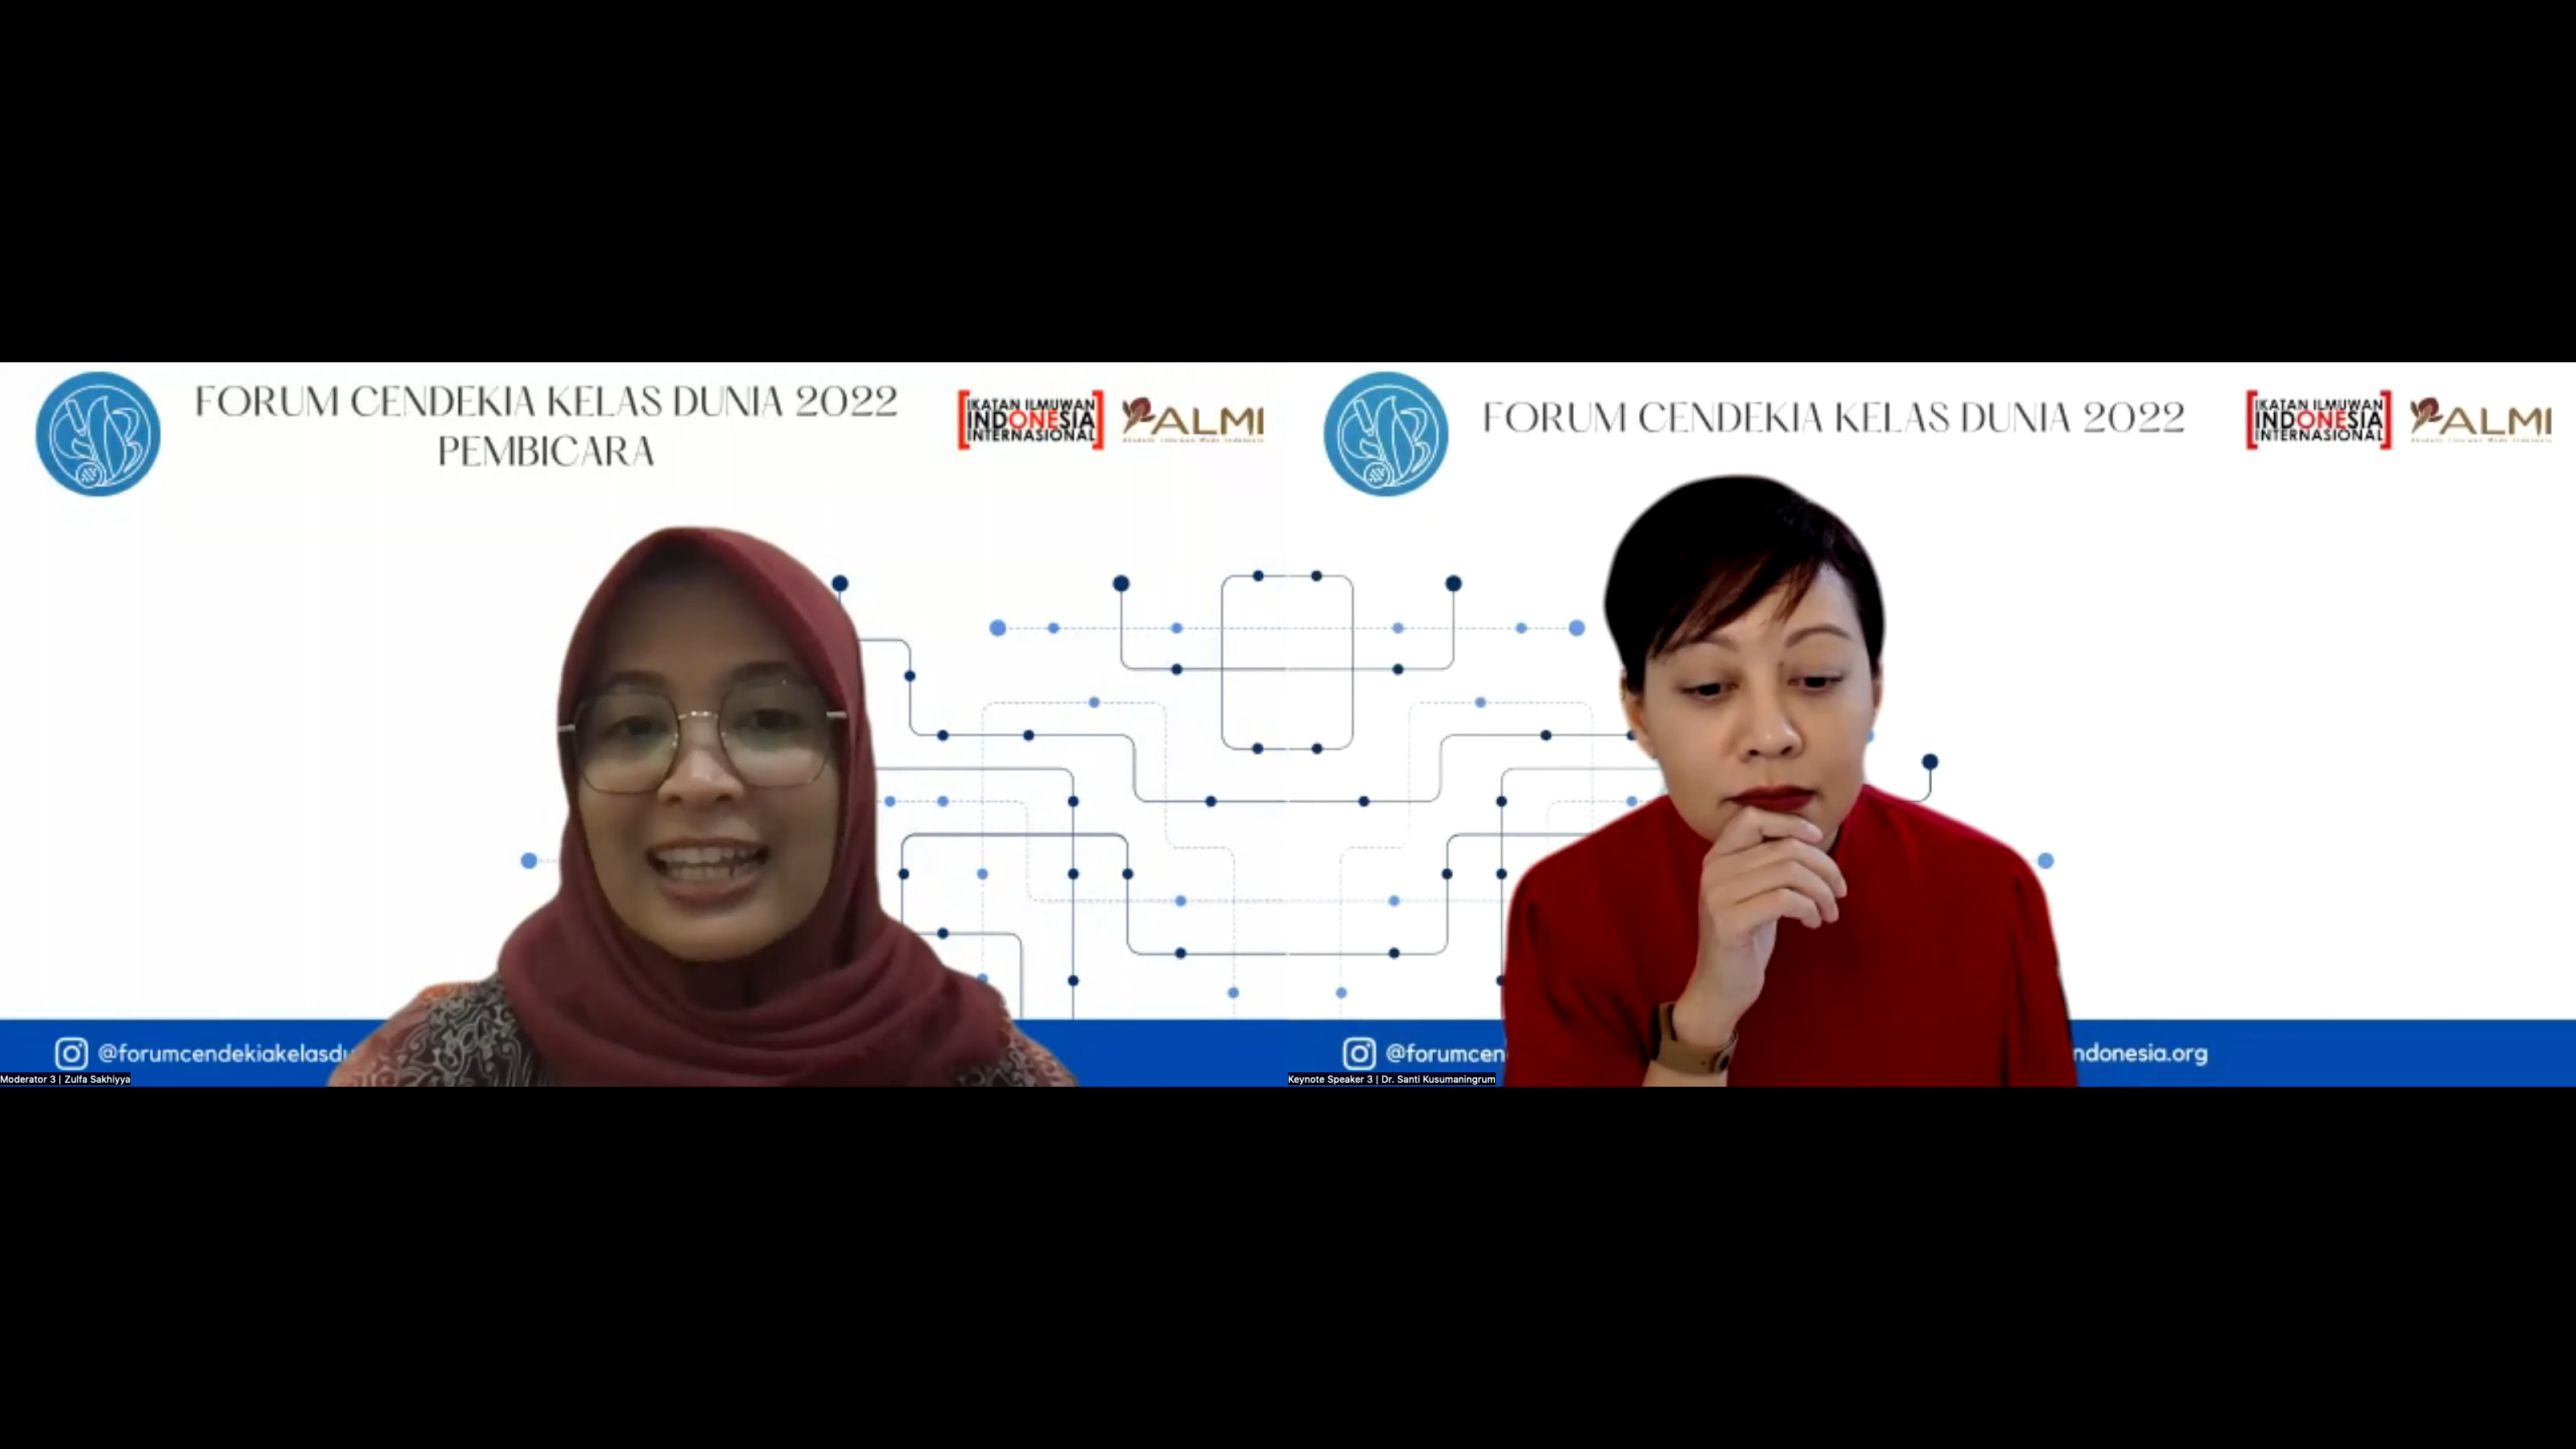 FORUM CENDEKIA KELAS DUNIA 2022
PEMBICARA
IKATAN ILMUWAN
INDONESIA
INTERNASIONAL
ALMI
@forumcendekiakelasdu
Moderator 3 | Zulfa Sakhiyya
FORUM CENDEKIA KELAS DUNIA 2022
IKATAN ILMUWAN
INDONESIA
INTERNASIONAL
ALMI
@forumcen
ndonesia.org
Keynote Speaker 3 | Dr. Santi Kusumaningrum